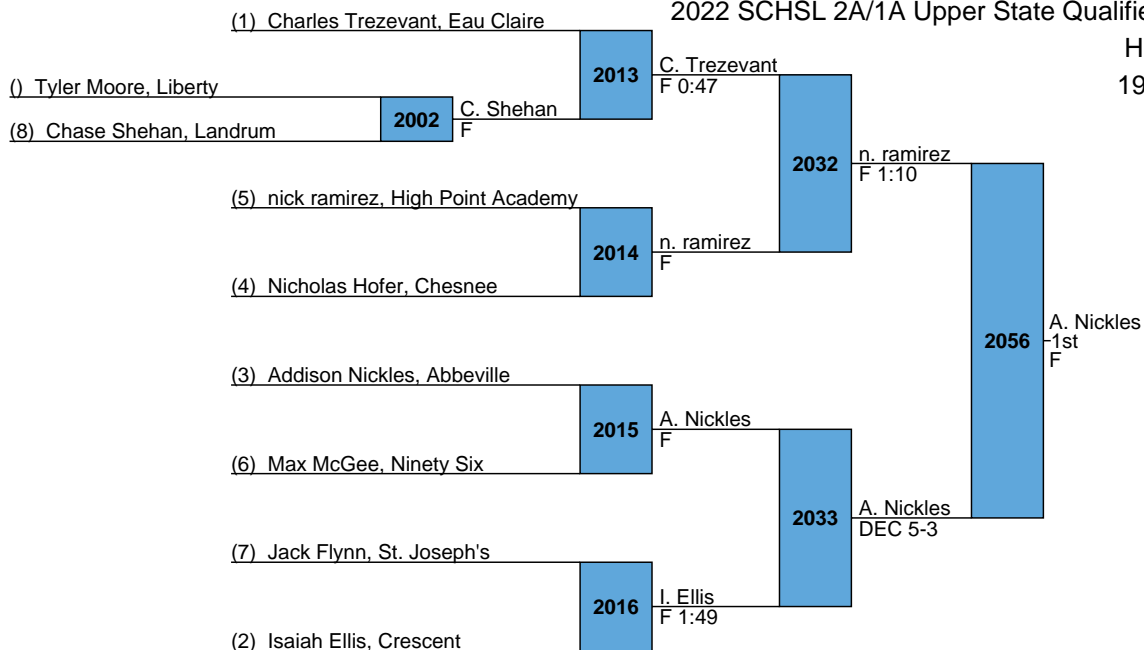 2022 SCHSL 2A/1A Upper State Qualifie
H
19
(1) Charles Trezevant, Eau Claire
2013
C. Trezevant
F 0:47
() Tyler Moore, Liberty
2002
C. Shehan
F
(8) Chase Shehan, Landrum
2032
n. ramirez
F 1:10
(5) nick ramirez, High Point Academy
2014
n. ramirez
F
(4) Nicholas Hofer, Chesnee
2056
A. Nickles
1st
F
(3) Addison Nickles, Abbeville
2015
A. Nickles
F
(6) Max McGee, Ninety Six
2033
A. Nickles
DEC 5-3
(7) Jack Flynn, St. Joseph's
2016
I. Ellis
F 1:49
(2) Isaiah Ellis, Crescent